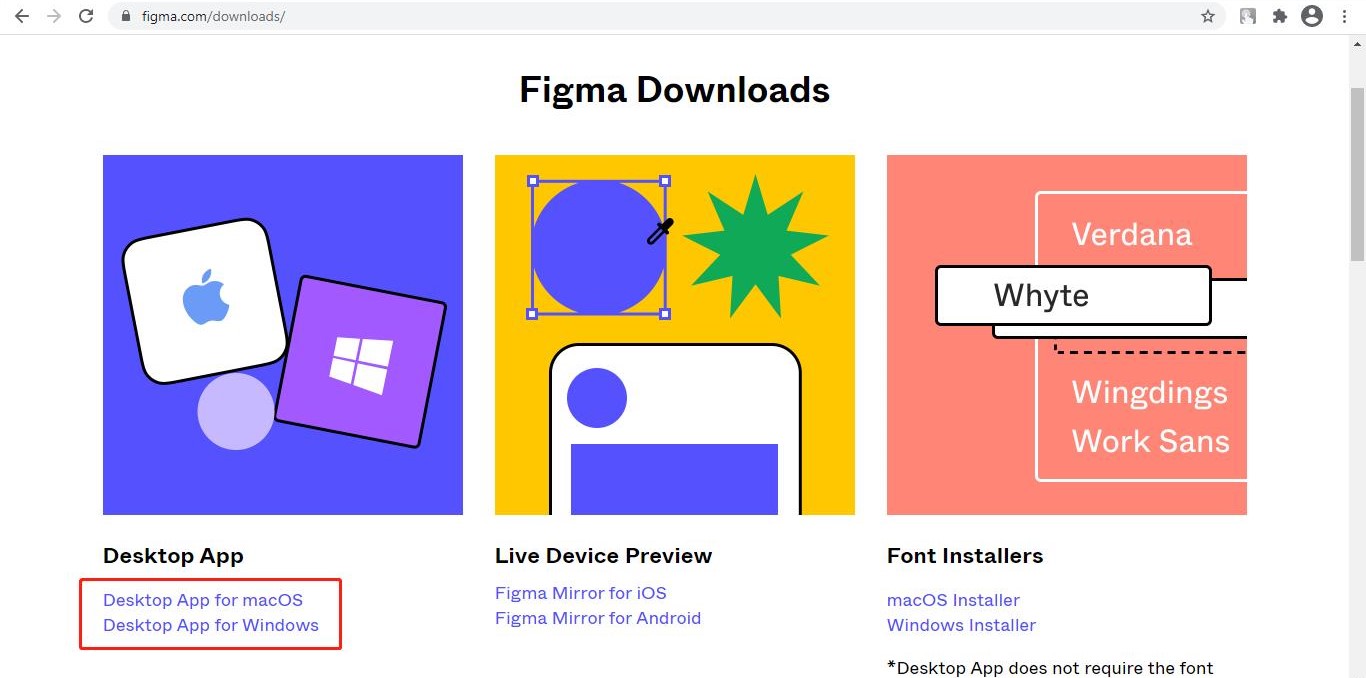 figma.com/downloads/
Figma Downloads
Verdana
Whyte
Wingdings
Work Sans
Desktop App
Desktop App for macOS
Desktop App for Windows
Live Device Preview
Figma Mirror for iOS
Figma Mirror for Android
Font Installers
macOS Installer
Windows Installer
*Desktop App does not require the font